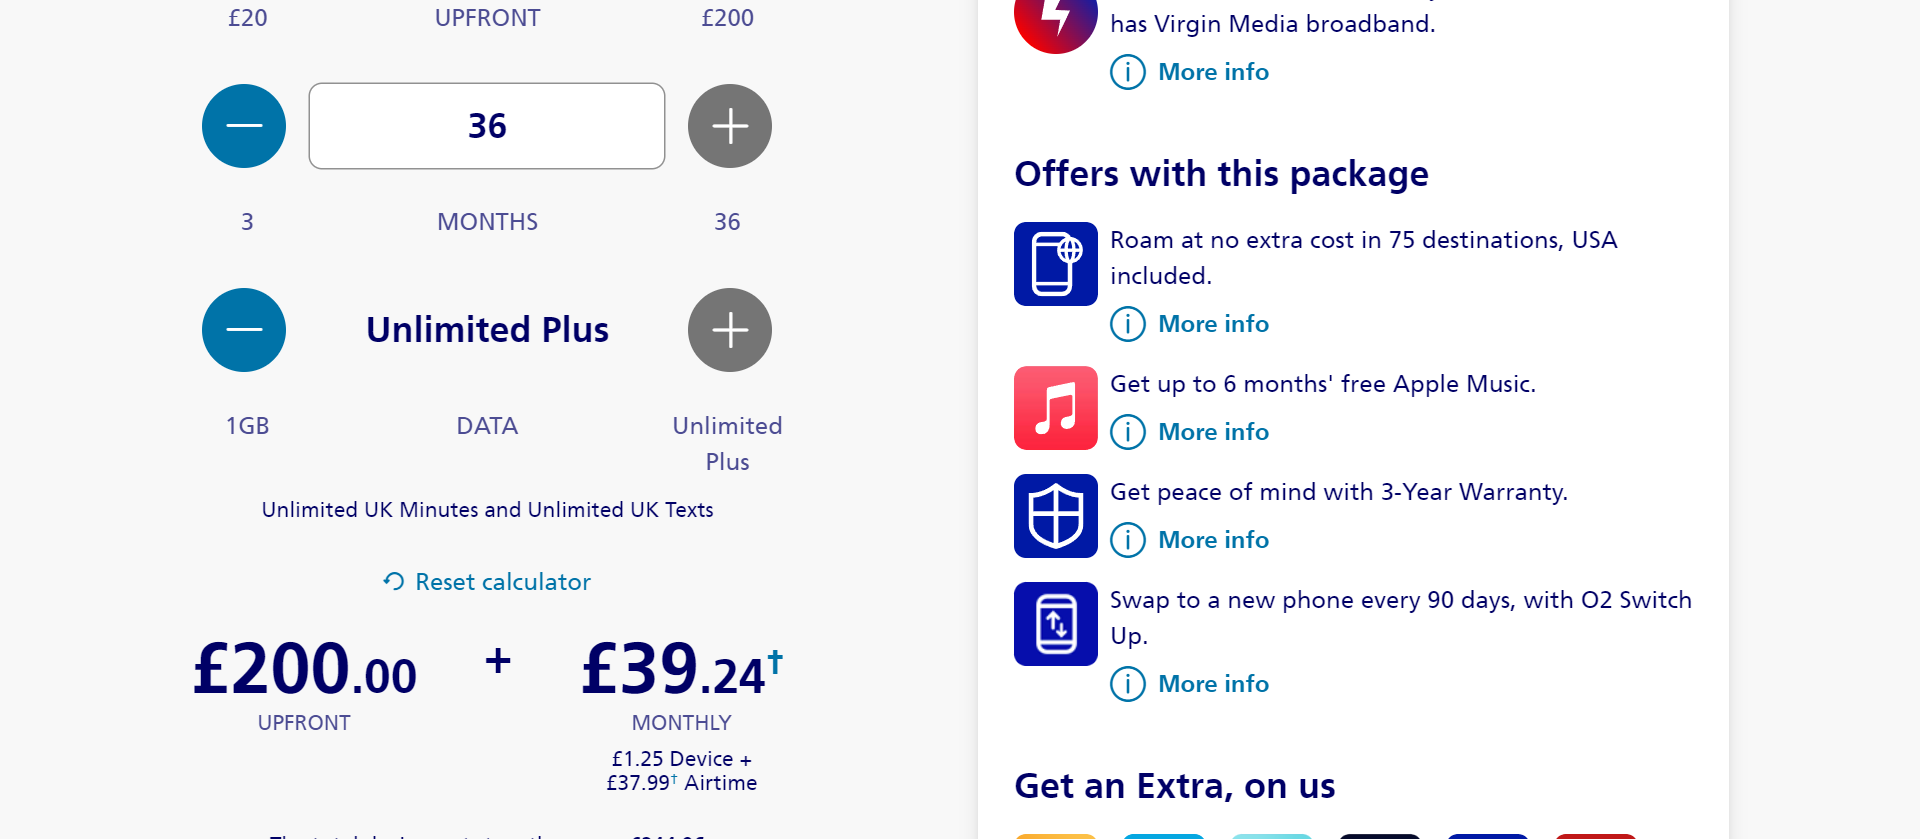 £20 UPFRONT £200
36
3 MONTHS 36
Unlimited Plus
1GB DATA Unlimited
Plus
Unlimited UK Minutes and Unlimited UK Texts
Reset calculator
£200.00 + £39.24†
UPFRONT MONTHLY
£1.25 Device +
£37.99† Airtime
has Virgin Media broadband.
More info
Offers with this package
Roam at no extra cost in 75 destinations, USA
included.
More info
Get up to 6 months' free Apple Music.
More info
Get peace of mind with 3-Year Warranty.
More info
Swap to a new phone every 90 days, with O2 Switch
Up.
More info
Get an Extra, on us